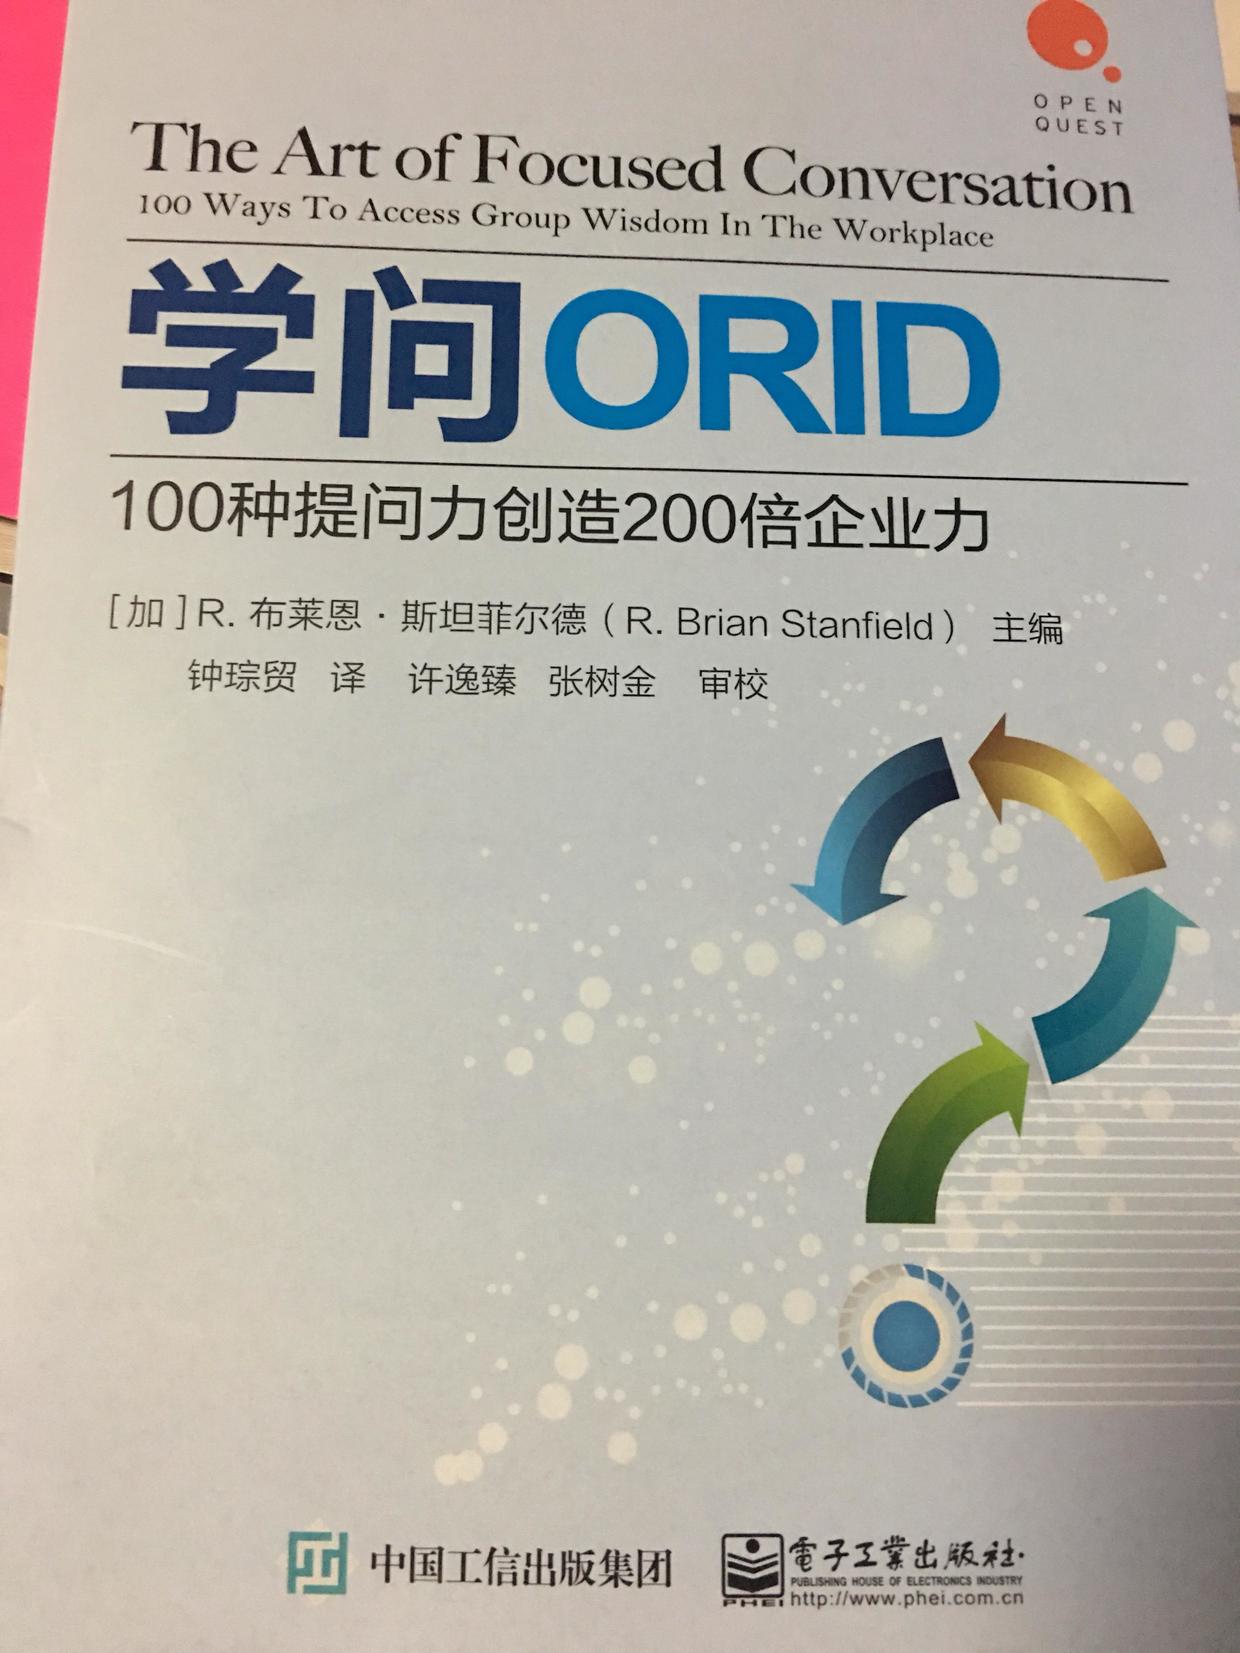 OPEN
QUEST
The Art of Focused Conversation
100 Ways To Access Group Wisdom In The Workplace
学问ORID
100种提问力创造200倍企业力
[加]R. 布莱恩·斯坦菲尔德（R. Brian Stanfield） 主编
钟琮贸 译 许逸臻 张树金 审校
中国工信出版集团
電子工業出版社·
PUBLISHING HOUSE OF ELECTRONICS INDUSTRY
PHEI http://www.phei.com.cn